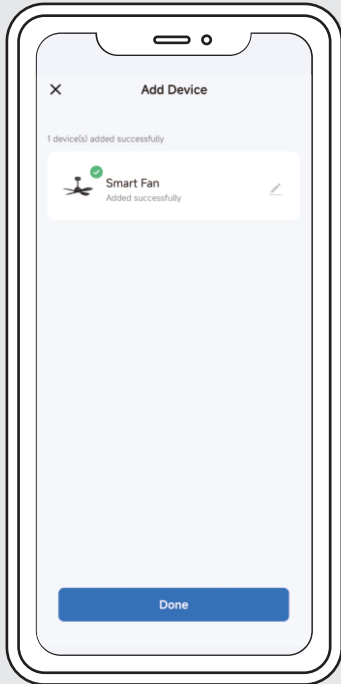 Add Device
1 device(s) added successfully
Smart Fan
Added successfully
Done